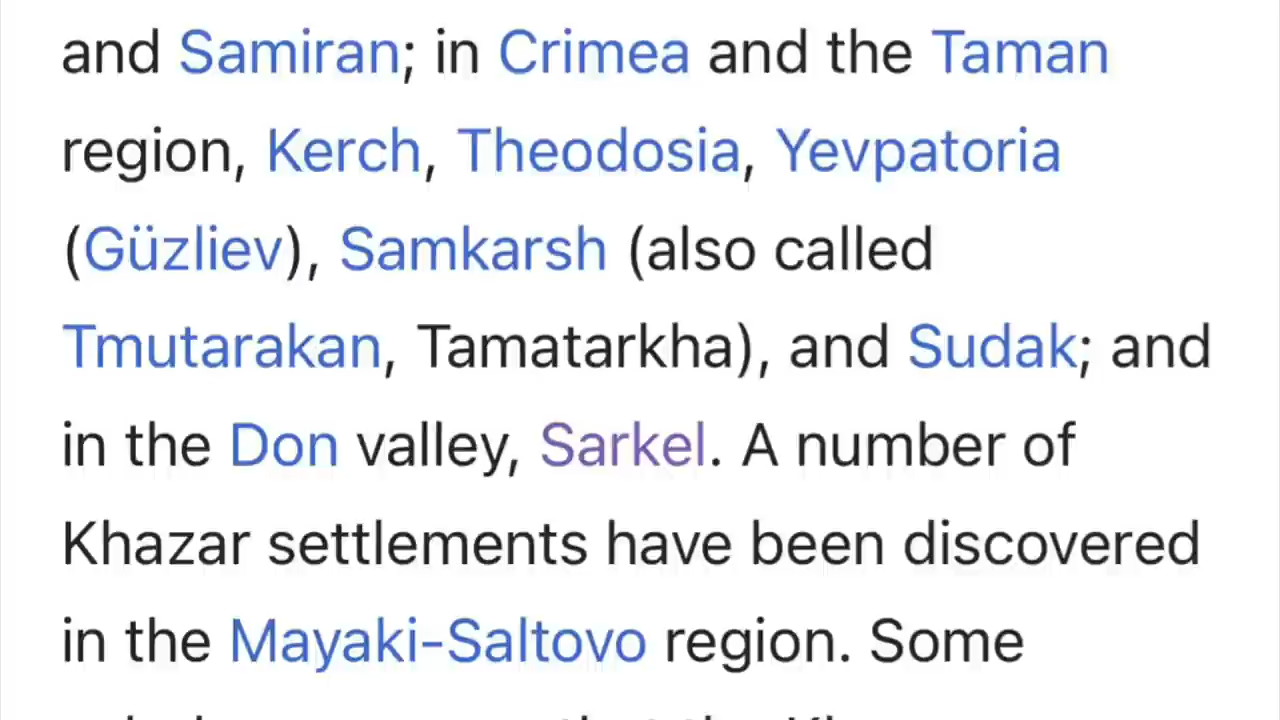 and Samiran; in Crimea and the Taman
region, Kerch, Theodosia, Yevpatoria
(Güzliev), Samkarsh (also called
Tmutarakan, Tamatarkha), and Sudak; and
in the Don valley, Sarkel. A number of
Khazar settlements have been discovered
in the Mayaki-Saltovo region. Some